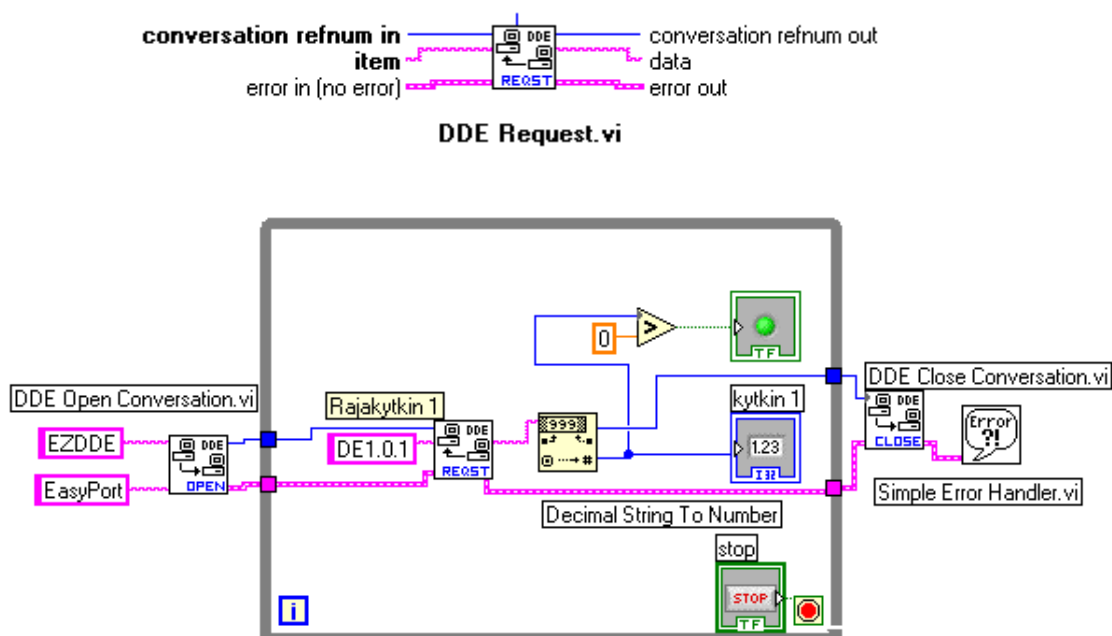 conversation refnum in
item
error in (no error)
DDE
REQST
conversation refnum out
data
error out
DDE Request.vi
DDE Open Conversation.vi
EZDDE
EasyPort
DDE
OPEN
Rajakytkin 1
DE1.0.1
DDE
REQST
999
#
Decimal String To Number
0
>
TF
kytkin 1
1.23
I32
stop
STOP
TF
i
DDE Close Conversation.vi
DDE
CLOSE
Error
?!
Simple Error Handler.vi